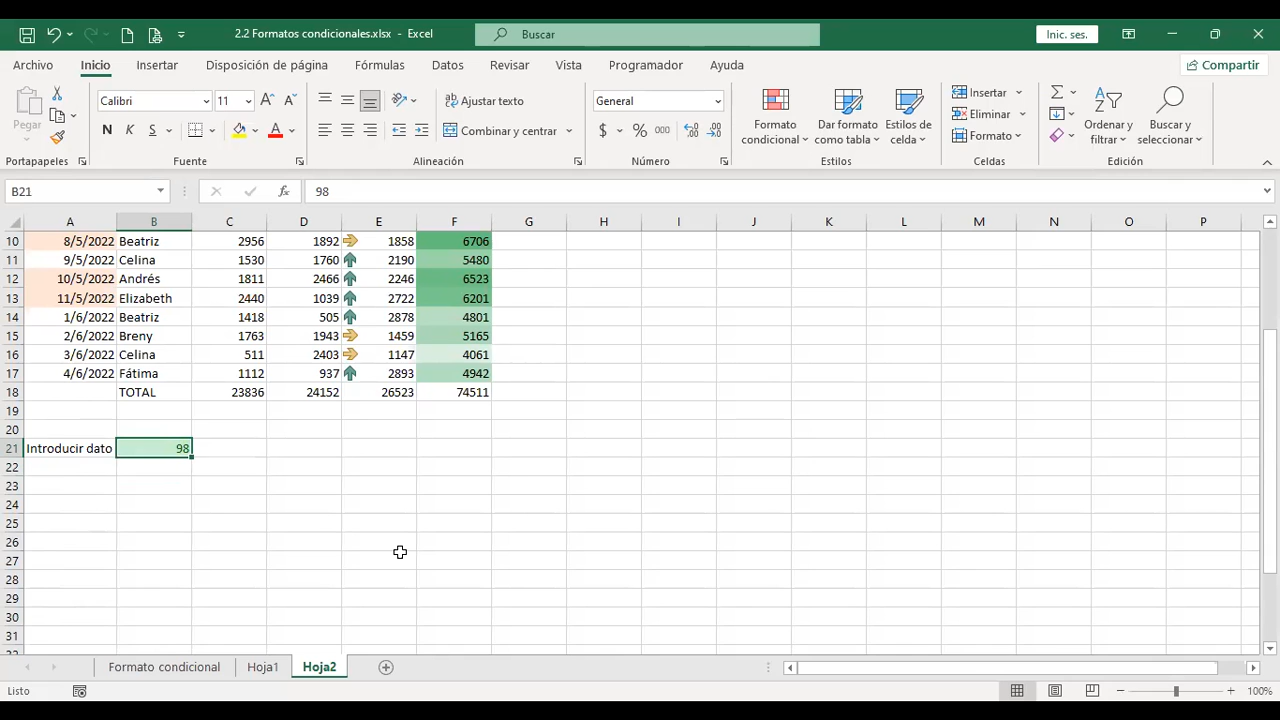 2.2 Formatos condicionales.xlsx - Excel
Buscar
Inic. ses.
Archivo Inicio Insertar Disposición de página Fórmulas Datos Revisar Vista Programador Ayuda Compartir
Pegar
Calibri 11
N K S
Ajustar texto
Combinar y centrar
General
$ % 000
Formato condicional
Dar formato como tabla
Estilos de celda
Insertar
Eliminar
Formato
Ordenar y filtrar
Buscar y seleccionar
Portapapeles Fuente Alineación Número Estilos Celdas Edición
B21 fx 98
A B C D E F G H I J K L M N O P
10 8/5/2022 Beatriz 2956 1892 1858 6706
11 9/5/2022 Celina 1530 1760 2190 5480
12 10/5/2022 Andrés 1811 2466 2246 6523
13 11/5/2022 Elizabeth 2440 1039 2722 6201
14 1/6/2022 Beatriz 1418 505 2878 4801
15 2/6/2022 Breny 1763 1943 1459 5165
16 3/6/2022 Celina 511 2403 1147 4061
17 4/6/2022 Fátima 1112 937 2893 4942
18 TOTAL 23836 24152 26523 74511
19
20
21 Introducir dato 98
22
23
24
25
26
27
28
29
30
31
Formato condicional Hoja1 Hoja2
Listo 100%